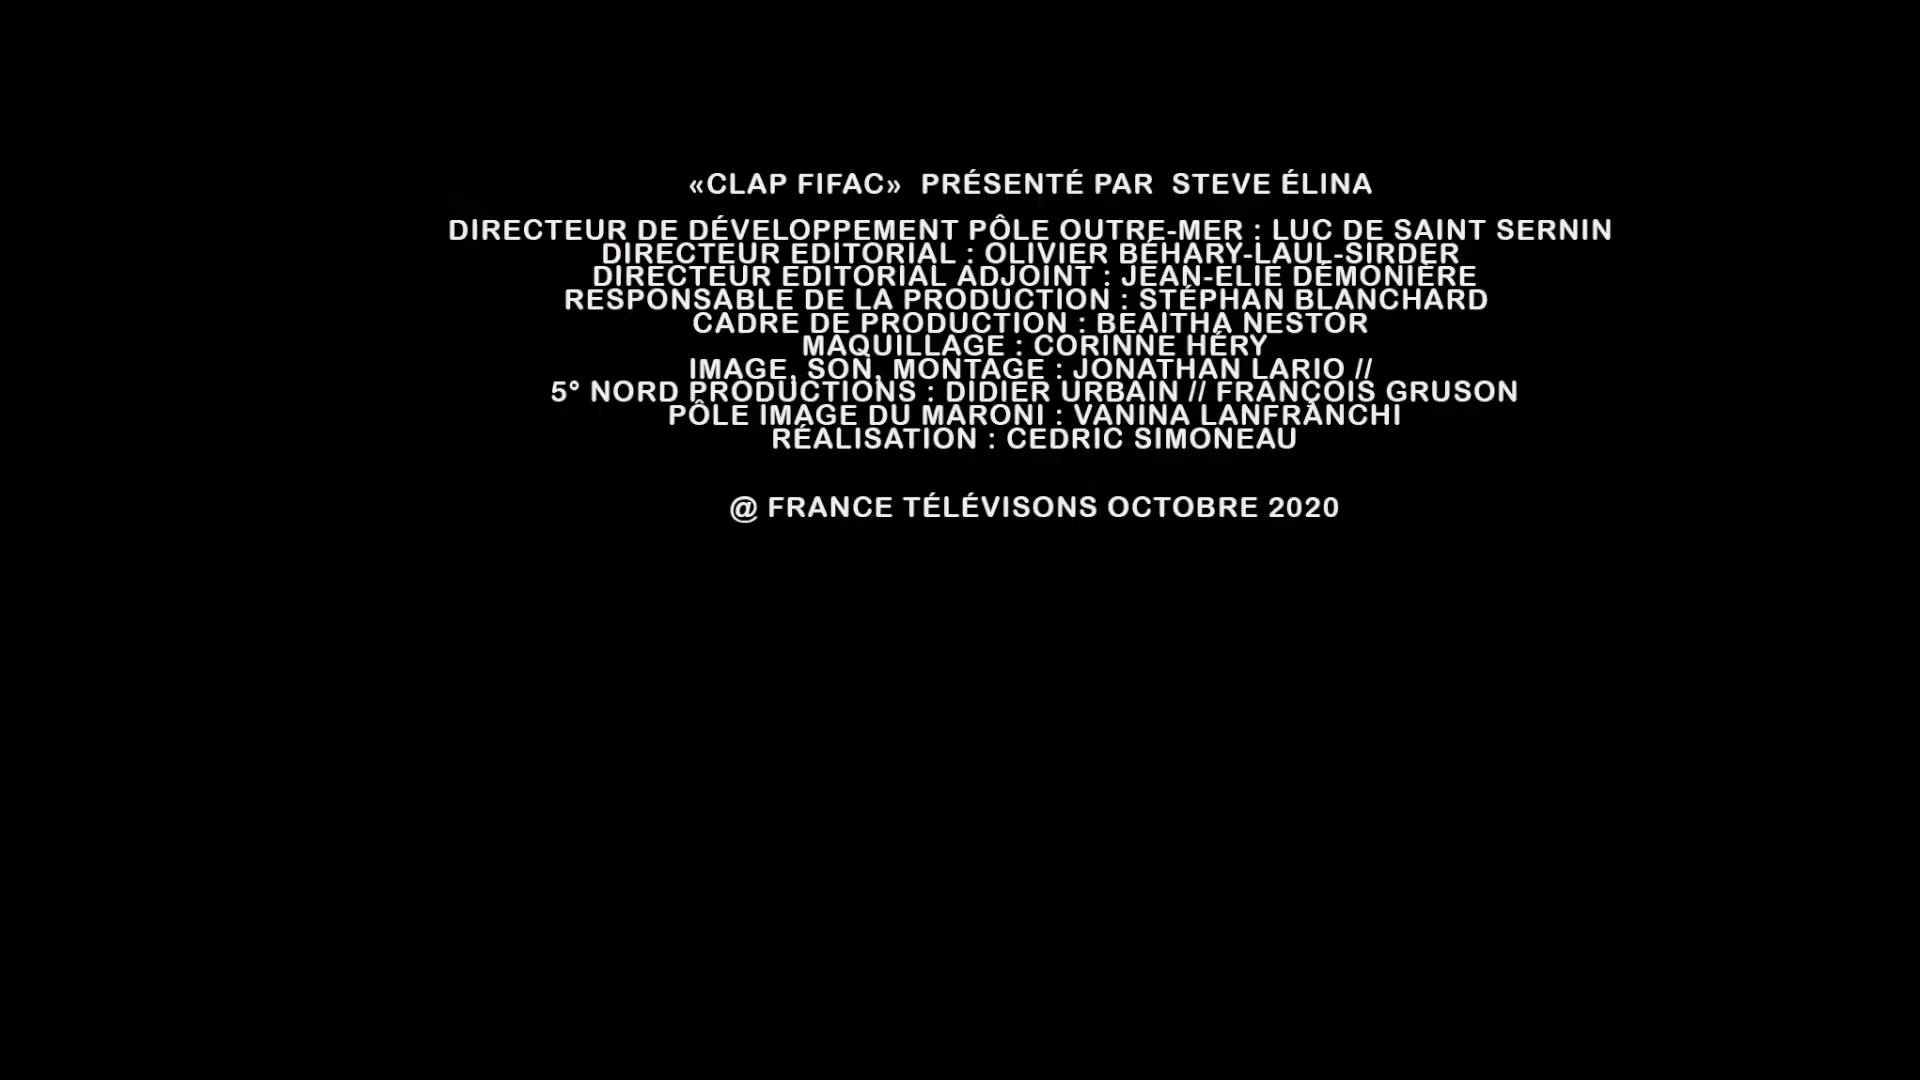 «CLAP FIFAC» PRÉSENTÉ PAR STEVE ÉLINA
DIRECTEUR DE DÉVELOPPEMENT PÔLE OUTRE-MER : LUC DE SAINT SERNIN
DIRECTEUR EDITORIAL : OLIVIER BÉHARY-LAUL-SIRDER
DIRECTEUR EDITORIAL ADJOINT : JEAN-ELIE DÉMONIÈRE
RESPONSABLE DE LA PRODUCTION : STÉPHAN BLANCHARD
CADRE DE PRODUCTION : BEAITHA NESTOR
MAQUILLAGE : CORINNE HÉRY
IMAGE, SON, MONTAGE : JONATHAN LARIO //
5° NORD PRODUCTIONS : DIDIER URBAIN // FRANÇOIS GRUSON
PÔLE IMAGE DU MARONI : VANINA LANFRANCHI
RÉALISATION : CEDRIC SIMONEAU
@ FRANCE TÉLÉVISONS OCTOBRE 2020